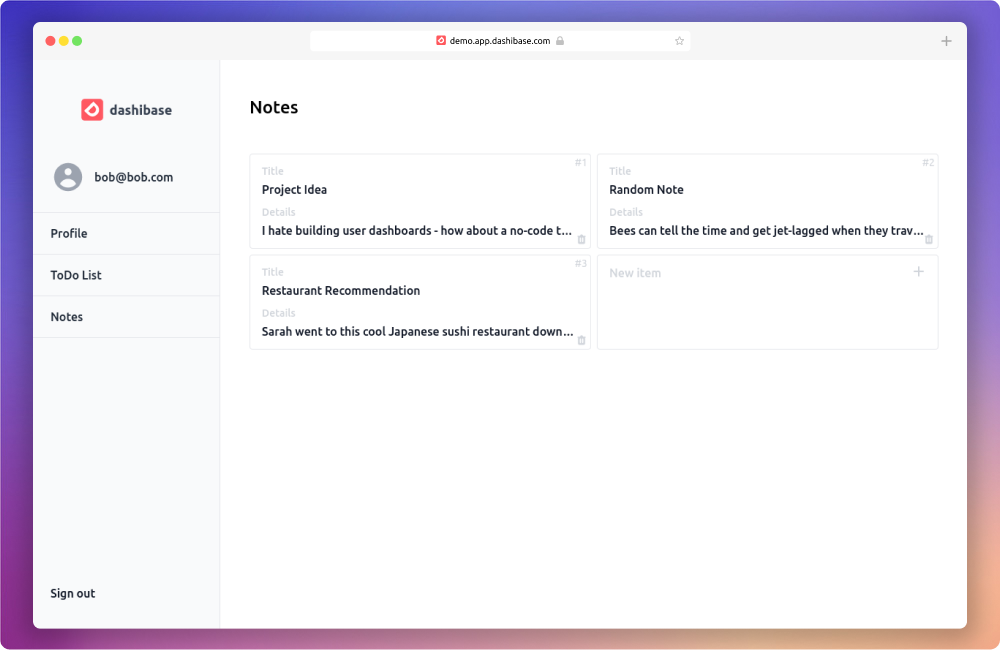 demo.app.dashibase.com
dashibase
bob@bob.com
Profile
ToDo List
Notes
Sign out
Notes
#1
Title
Project Idea
Details
I hate building user dashboards - how about a no-code t...
#2
Title
Random Note
Details
Bees can tell the time and get jet-lagged when they trav...
#3
Title
Restaurant Recommendation
Details
Sarah went to this cool Japanese sushi restaurant down...
New item